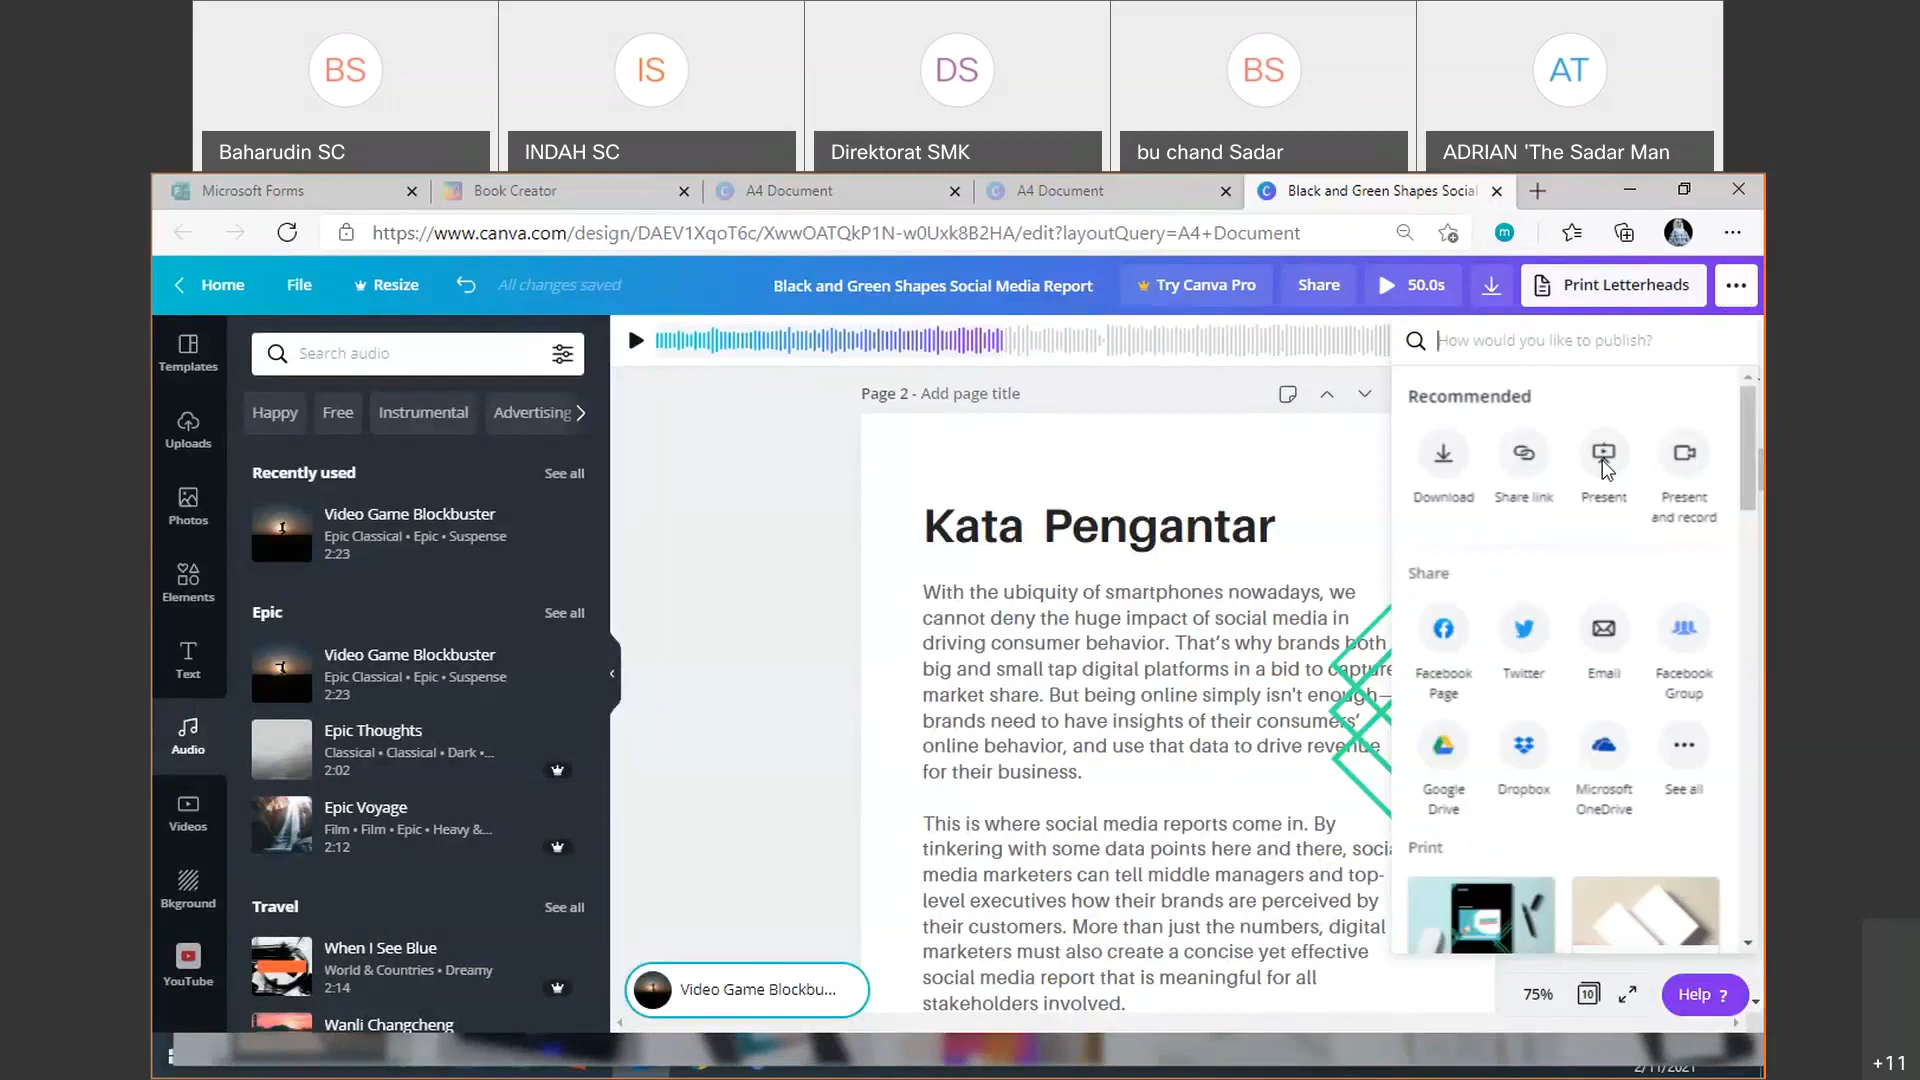 BS
IS
DS
BS
AT
Baharudin SC
INDAH SC
Direktorat SMK
bu chand Sadar
ADRIAN 'The Sadar Man
Microsoft Forms
Book Creator
A4 Document
A4 Document
Black and Green Shapes Social
https://www.canva.com/design/DAEV1XqoT6c/XwwOATQkP1N-w0Uxk8B2HA/edit?layoutQuery=A4+Document
m
Home
File
Resize
All changes saved
Black and Green Shapes Social Media Report
Try Canva Pro
Share
50.0s
Print Letterheads
Templates
Uploads
Photos
Elements
Text
Audio
Videos
Bkground
YouTube
Search audio
Happy
Free
Instrumental
Advertising
Recently used
See all
Video Game Blockbuster
Epic Classical • Epic • Suspense
2:23
Epic
See all
Video Game Blockbuster
Epic Classical • Epic • Suspense
2:23
Epic Thoughts
Classical • Classical • Dark •...
2:02
Epic Voyage
Film • Film • Epic • Heavy &...
2:12
Travel
See all
When I See Blue
World & Countries • Dreamy
2:14
Wanli Changcheng
Page 2 - Add page title
Kata Pengantar
With the ubiquity of smartphones nowadays, we
cannot deny the huge impact of social media in
driving consumer behavior. That's why brands both
big and small tap digital platforms in a bid to capture
market share. But being online simply isn't enough—
brands need to have insights of their consumers'
online behavior, and use that data to drive revenue
for their business.
This is where social media reports come in. By
tinkering with some data points here and there, soci
media marketers can tell middle managers and top-
level executives how their brands are perceived by
their customers. More than just the numbers, digital
marketers must also create a concise yet effective
social media report that is meaningful for all
stakeholders involved.
Video Game Blockbu...
How would you like to publish?
Recommended
Download
Share link
Present
Present
and record
Share
Facebook
Page
Twitter
Email
Facebook
Group
Google
Drive
Dropbox
Microsoft
OneDrive
See all
Print
75%
10
Help ?
2/11/2021
+11